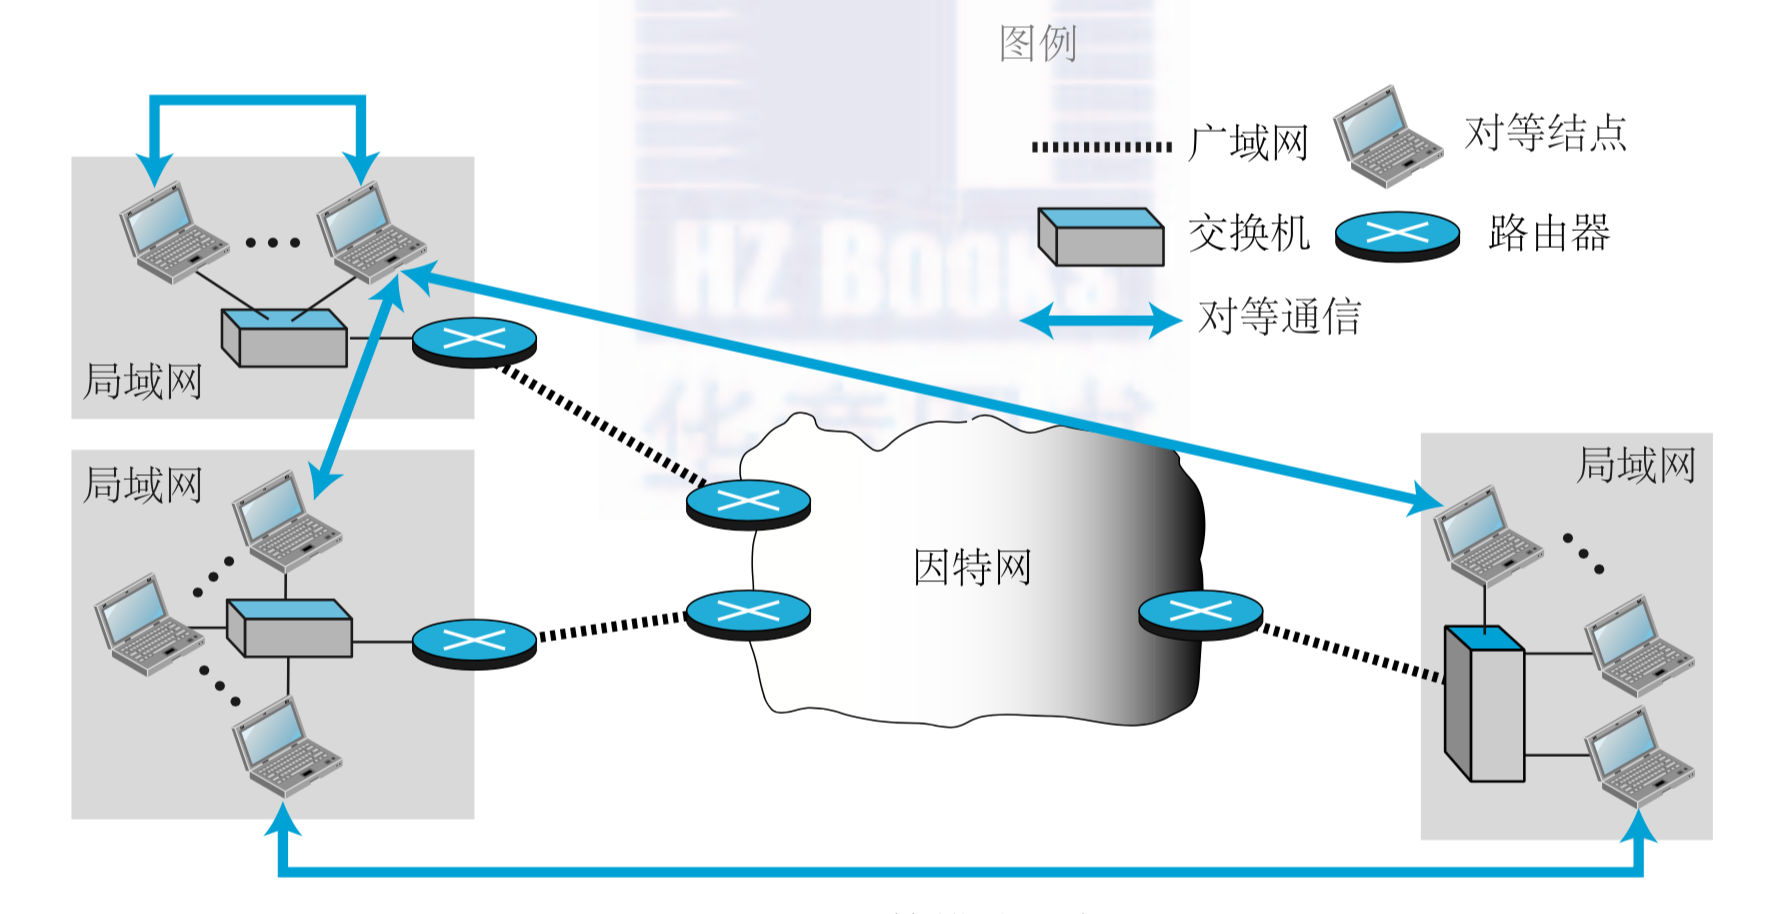 图例
广域网
对等结点
交换机
路由器
对等通信
HZ Books
华章图书
局域网
局域网
局域网
因特网